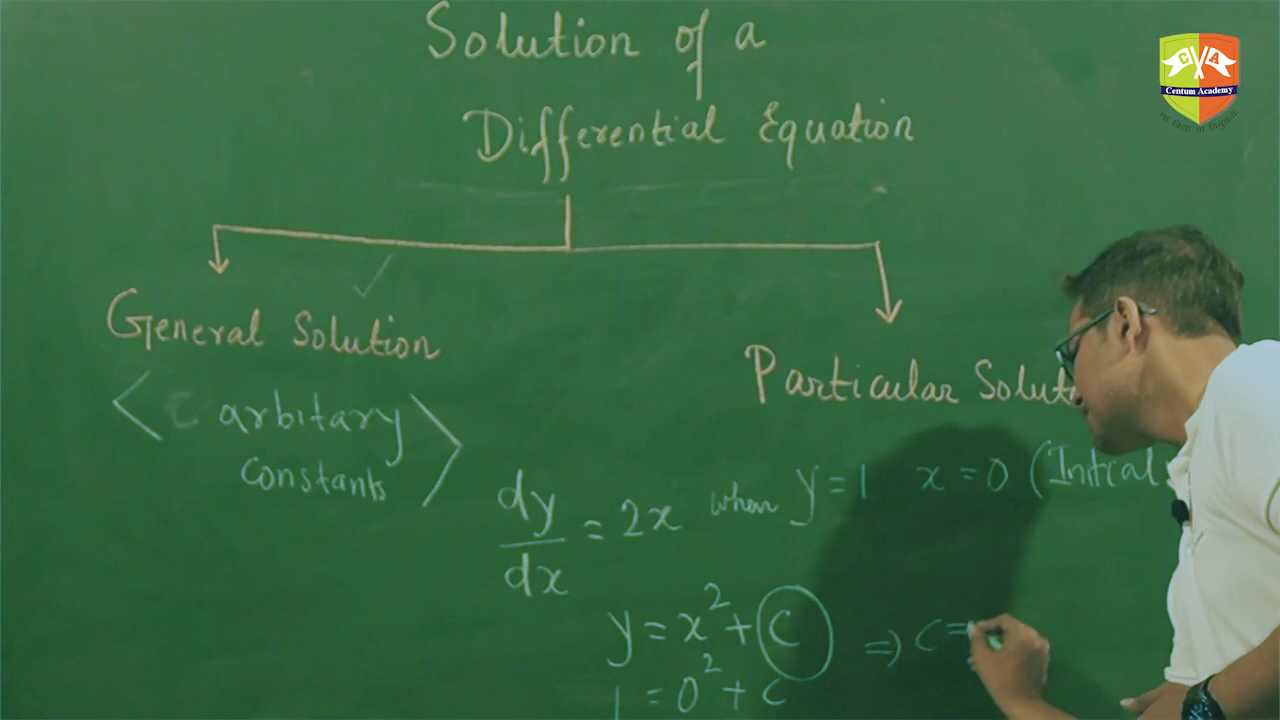 Solution of a
Differential Equation
General Solution
C arbitary
constants
Particular Solut
dy/dx = 2x when y = 1 x = 0 (Initial
y = x² + C ⇒ C =
1 = 0² + C
C A
Centum Academy